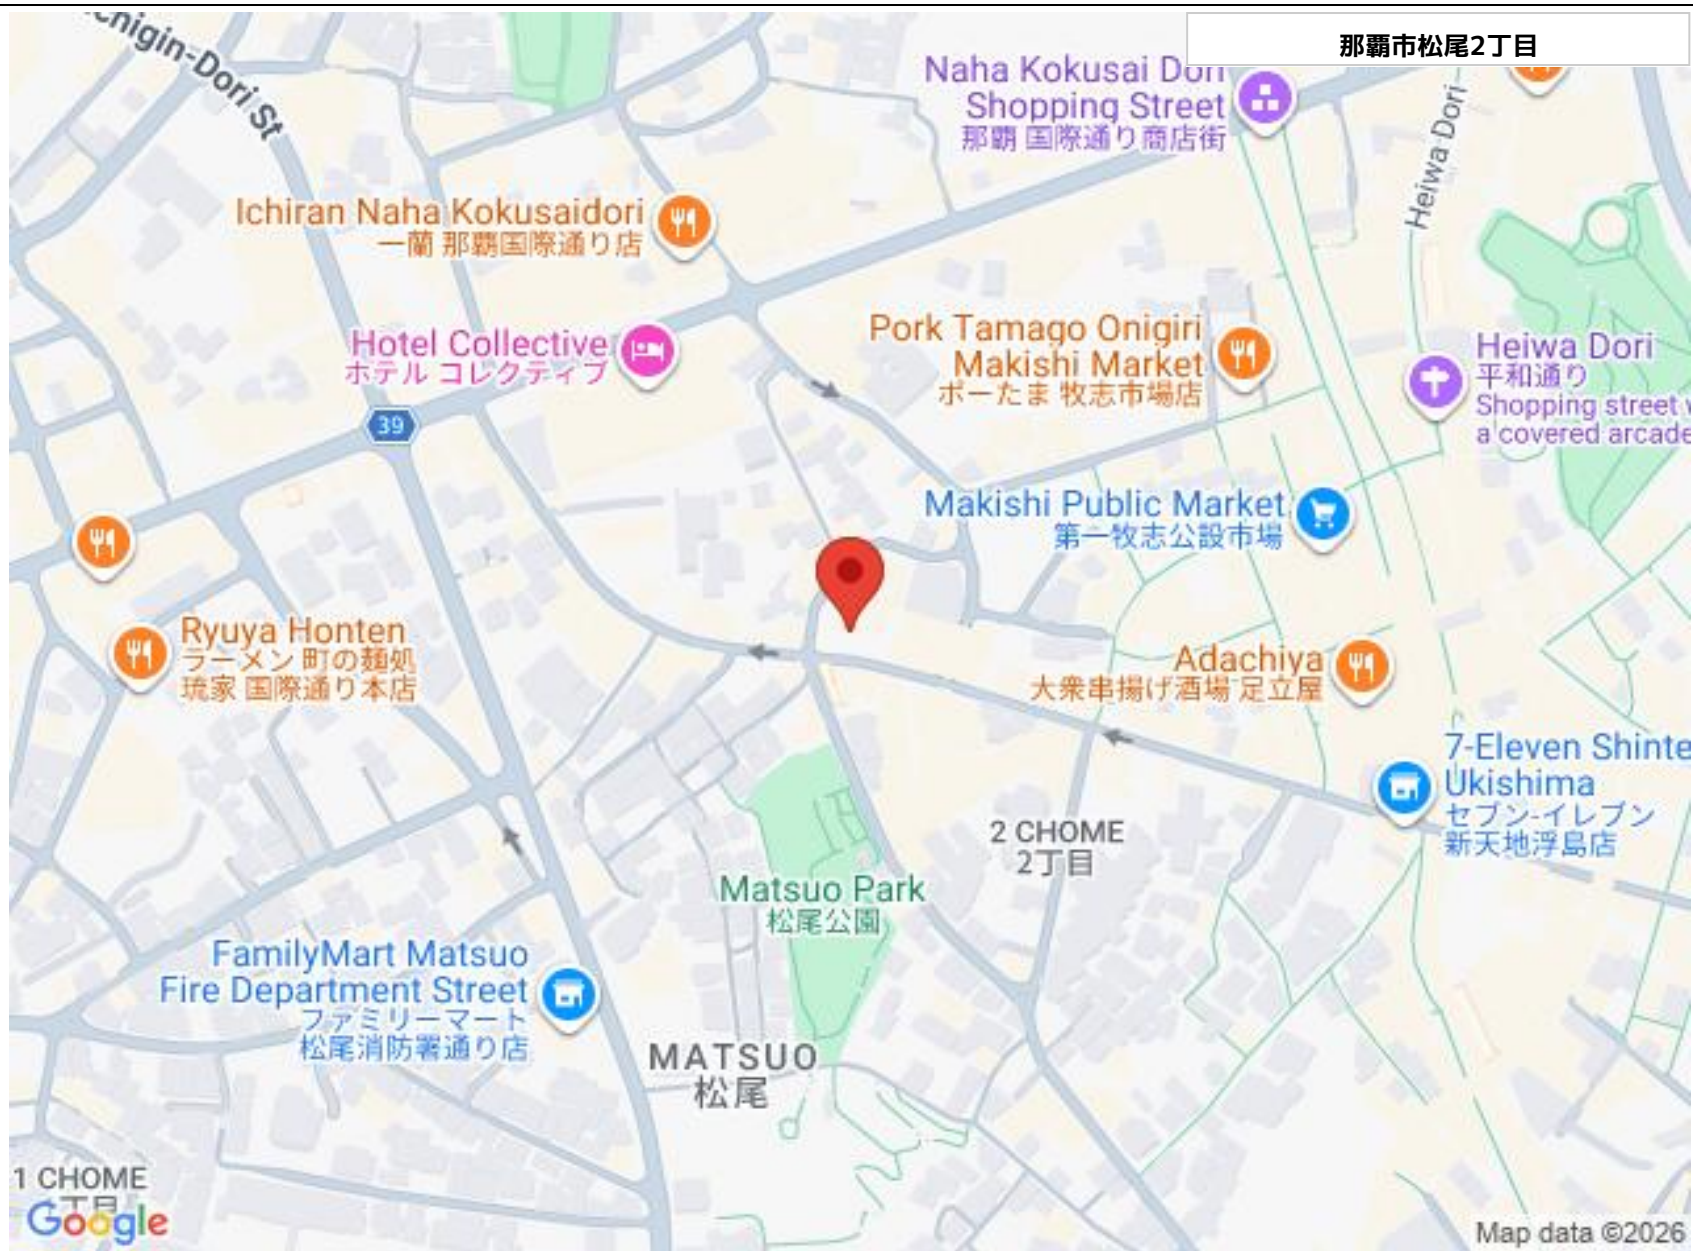 那覇市松尾2丁目
Chigin-Dori St
Naha Kokusai Dori
Shopping Street
那覇 国際通り商店街
Heiwa Dori
Ichiran Naha Kokusaidori
一蘭 那覇国際通り店
Hotel Collective
ホテル コレクティブ
Pork Tamago Onigiri
Makishi Market
ポーたま 牧志市場店
Heiwa Dori
平和通り
Shopping street
a covered arcade
39
Makishi Public Market
第一牧志公設市場
Ryuya Honten
ラーメン 町の麺処
琉家 国際通り本店
Adachiya
大衆串揚げ酒場 足立屋
7-Eleven Shinte
Ukishima
セブン-イレブン
新天地浮島店
2 CHOME
2丁目
Matsuo Park
松尾公園
FamilyMart Matsuo
Fire Department Street
ファミリーマート
松尾消防署通り店
MATSUO
松尾
1 CHOME
Google
Map data ©2026